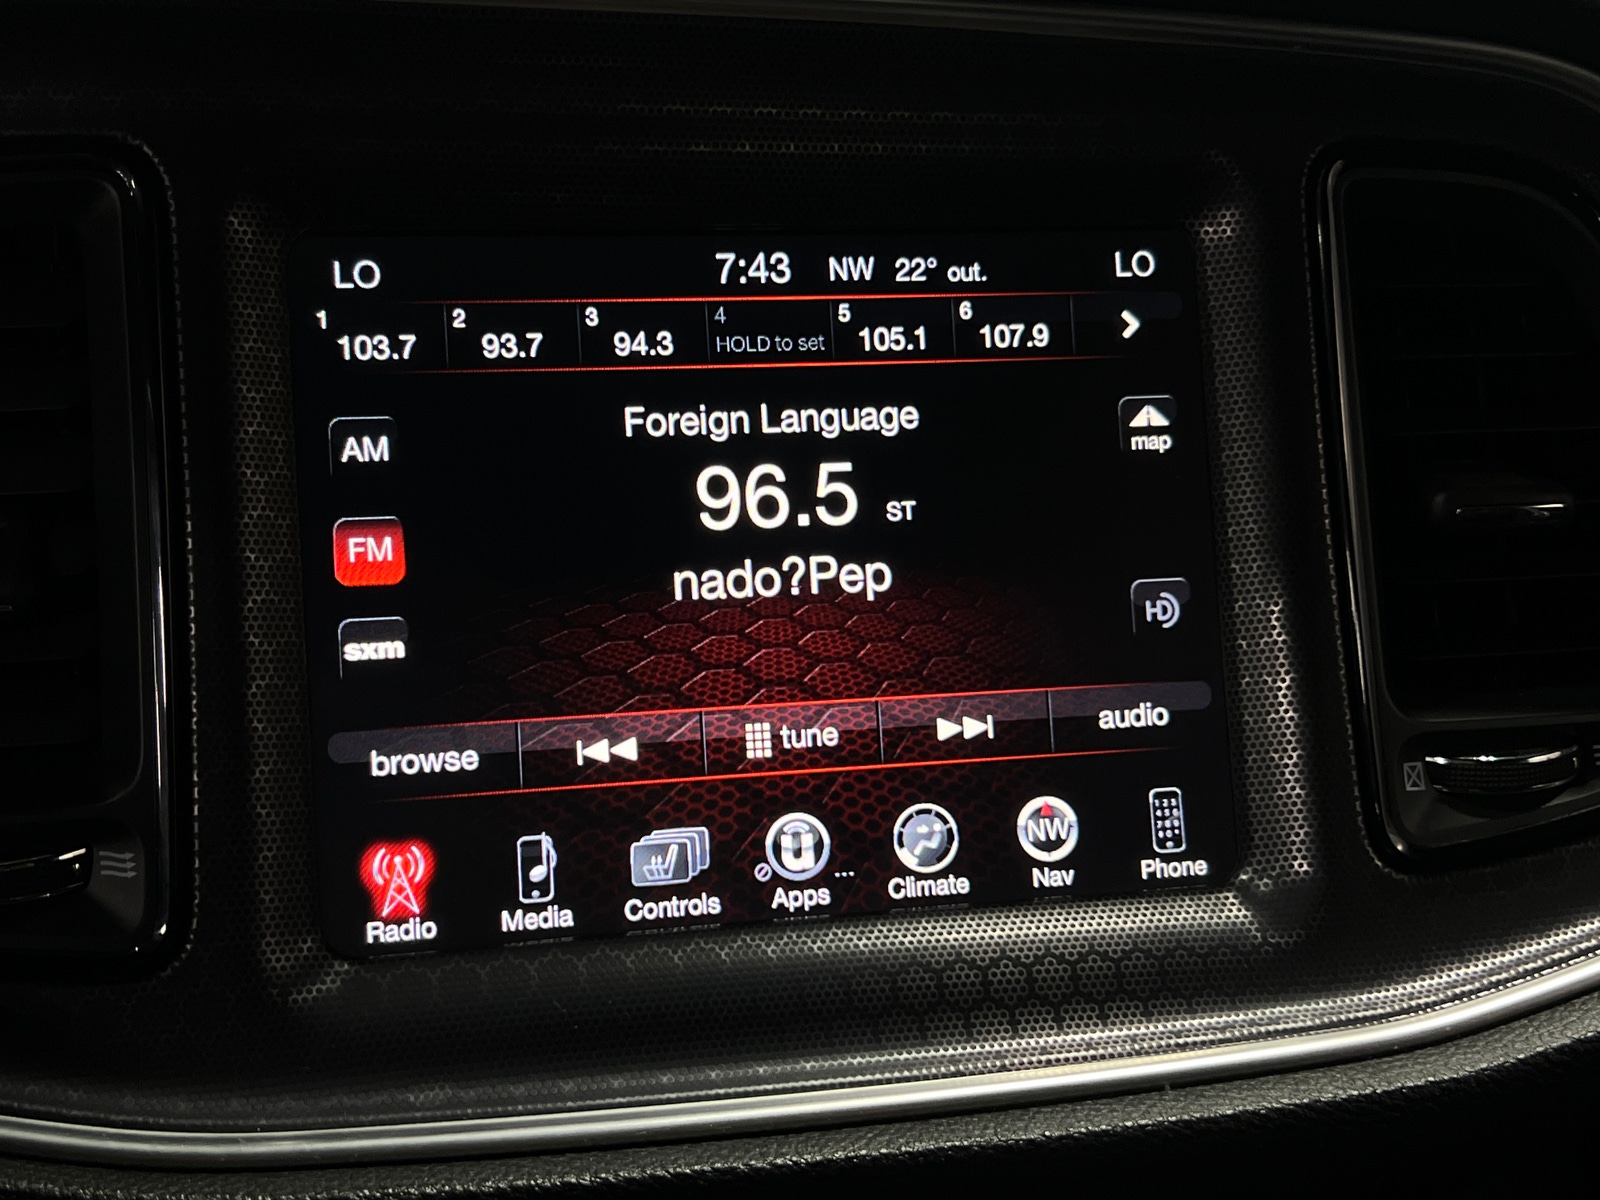 LO 7:43 NW 22° out. LO
1 103.7 2 93.7 3 94.3 4 HOLD to set 5 105.1 6 107.9
Foreign Language
map
AM
96.5 ST
FM
nado?Pep
HD
sxm
browse tune audio
NW
Radio Media Controls Apps ... Climate Nav Phone